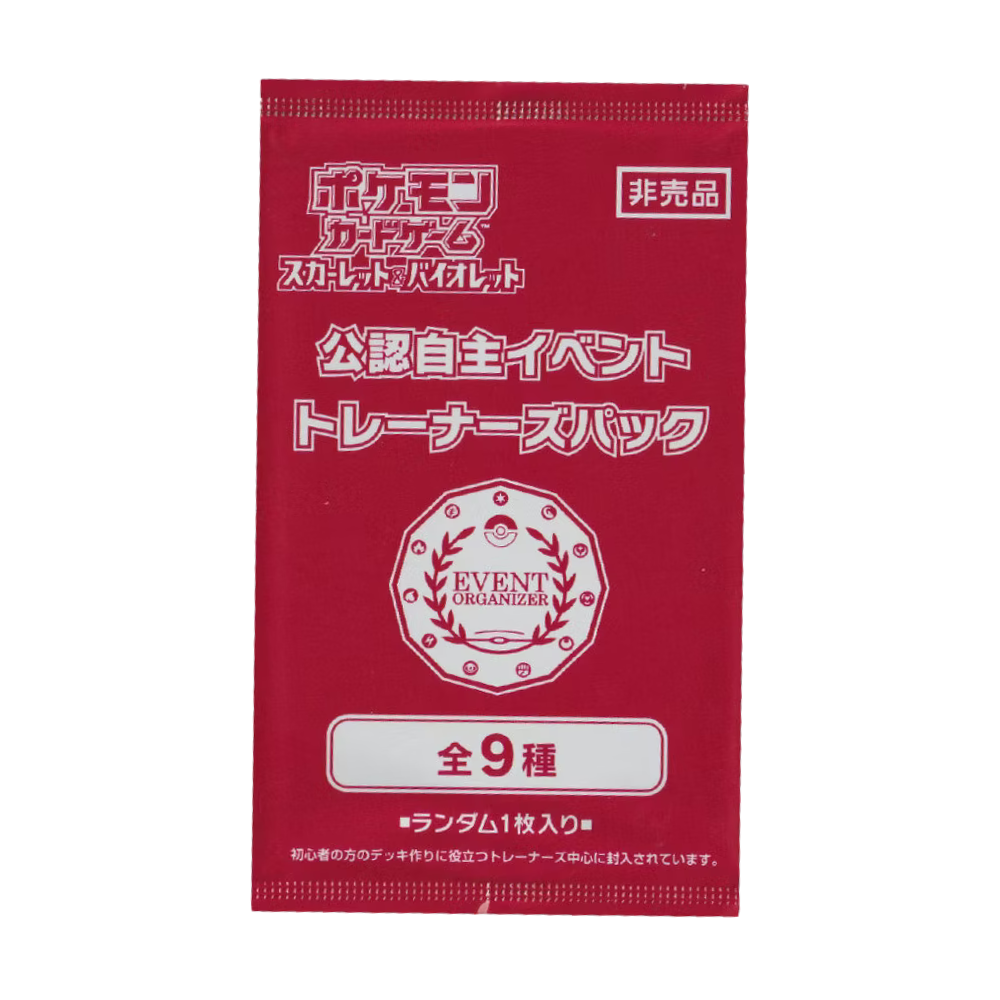 ポケモン
カードゲーム™
スカーレット&バイオレット
非売品
公認自主イベント
トレーナーズパック
EVENT
ORGANIZER
全9種
■ランダム1枚入り■
初心者の方のデッキ作りに役立つトレーナーズ中心に封入されています。